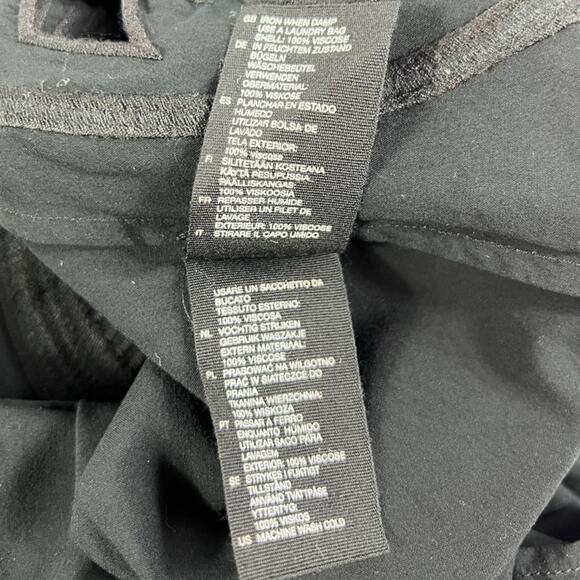 GB IRON WHEN DAMP
USE A LAUNDRY BAG
SHELL: 100% VISCOSE
DE IN FEUCHTEM ZUSTAND
BÜGELN
WÄSCHEBEUTEL
VERWENDEN
OBERMATERIAL:
100% VISKOSE
ES PLANCHAR EN ESTADO
HÚMEDO
UTILIZAR BOLSA DE
LAVADO
TELA EXTERIOR:
100% VISCOSE
FI SILITETÄÄN KOSTEANA
KÄYTÄ PESUPUSSIA
PÄÄLLISKANGAS:
100% VISKOOSIA
FR REPASSER HUMIDE
UTILISER UN FILET DE
LAVAGE
EXTERIEUR: 100% VISCOSE
IT STIRARE IL CAPO UMIDO
USARE UN SACCHETTO DA
BUCATO
TESSUTO ESTERNO:
100% VISCOSA
NL VOCHTIG STRIJKEN
GEBRUIK WASZAKJE
EXTERN MATERIAAL:
100% VISCOSE
PL PRASOWAĆ NA WILGOTNO
PRAĆ W SIATECZCE DO
PRANIA
TKANINA WIERZCHNIA:
100% WISKOZA
PT PASSAR A FERRO
ENQUANTO HÚMIDO
UTILIZAR SACO PARA
LAVAGEM
EXTERIOR: 100% VISCOSE
SE STRYKES I FUKTIGT
TILLSTÅND
ANVÄND TVÄTTPÅSE
YTTERTYG:
100% VISKOS
US MACHINE WASH COLD